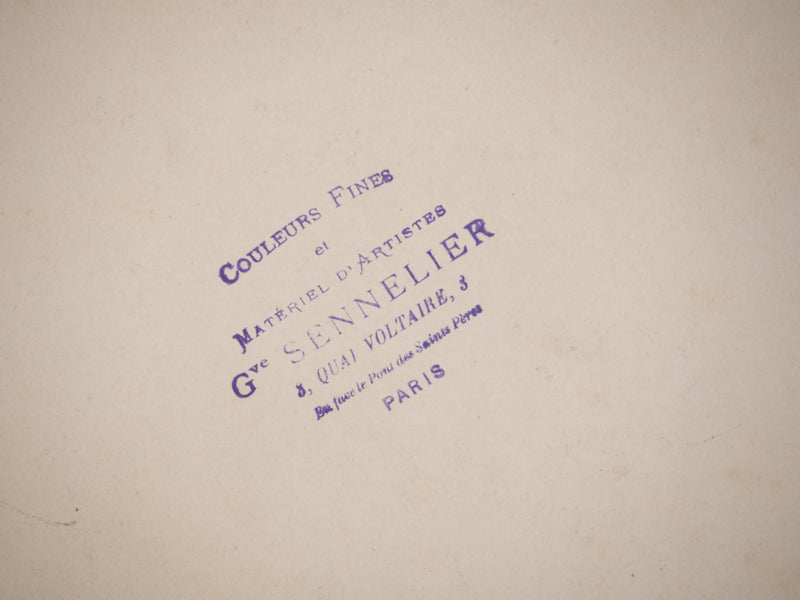 COULEURS FINES
et
MATÉRIEL D'ARTISTES
Gve SENNELIER
3, QUAI VOLTAIRE, 3
En face le Pont des Saints Pères
PARIS